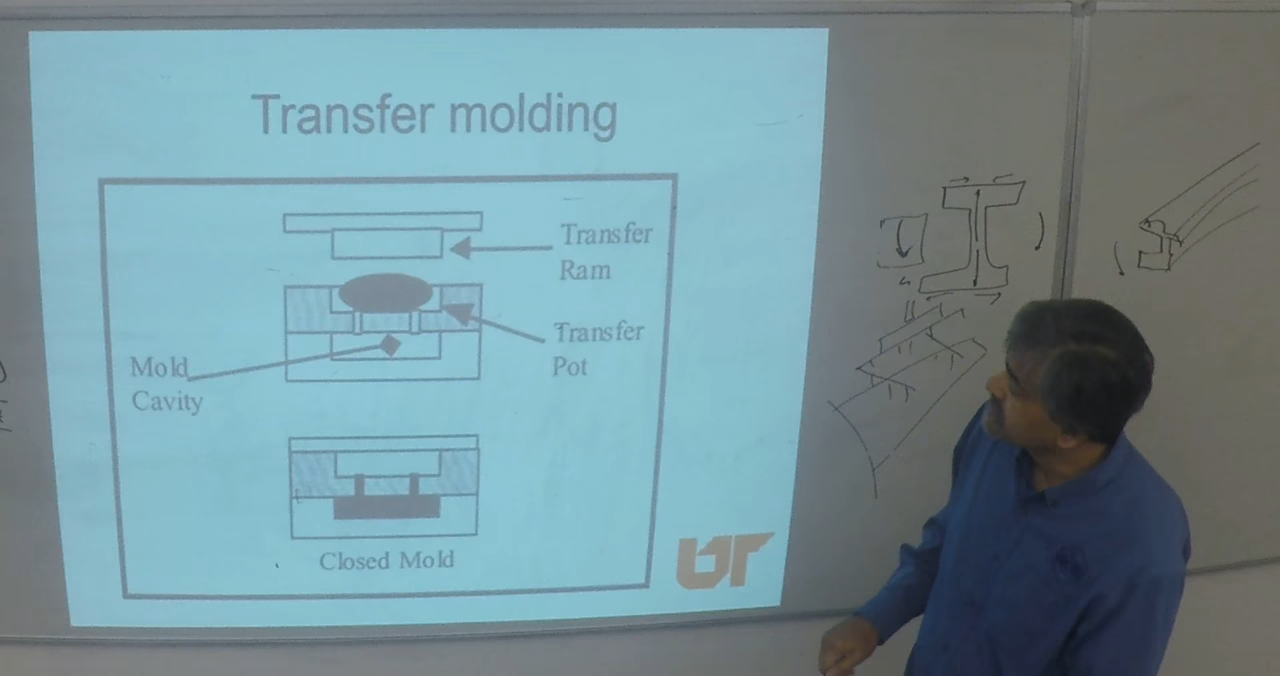 Transfer molding
Transfer
Ram
Transfer
Pot
Mold
Cavity
Closed Mold
UT